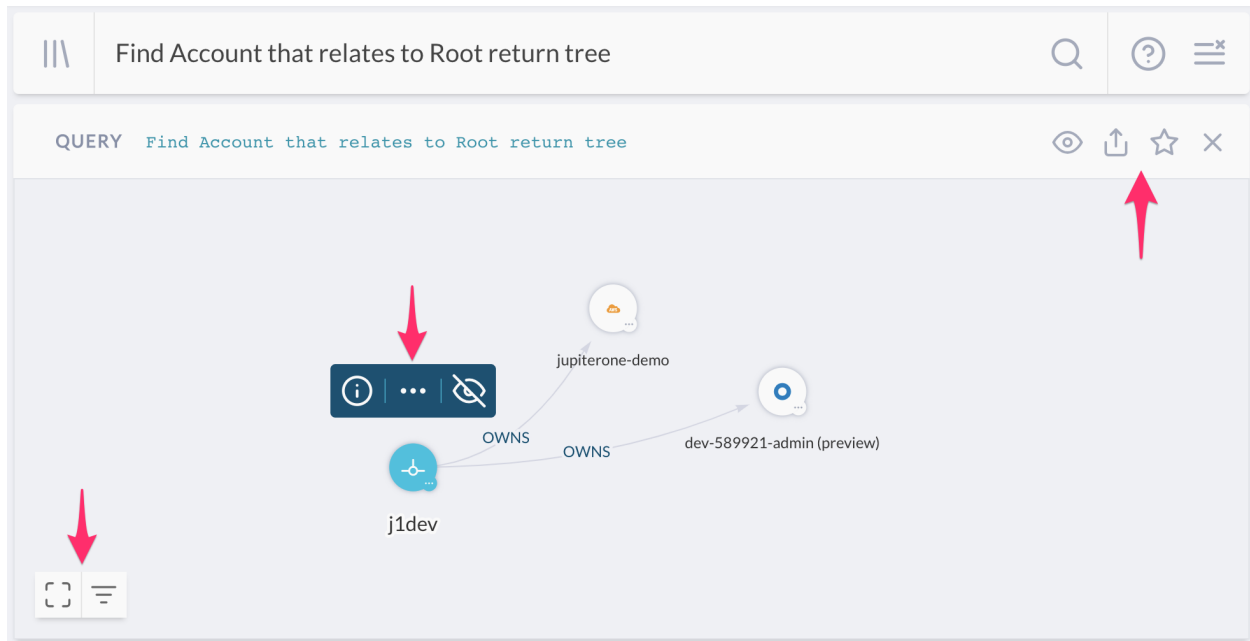 Find Account that relates to Root return tree
QUERY Find Account that relates to Root return tree
jupiterone-demo
OWNS
dev-589921-admin (preview)
OWNS
j1dev